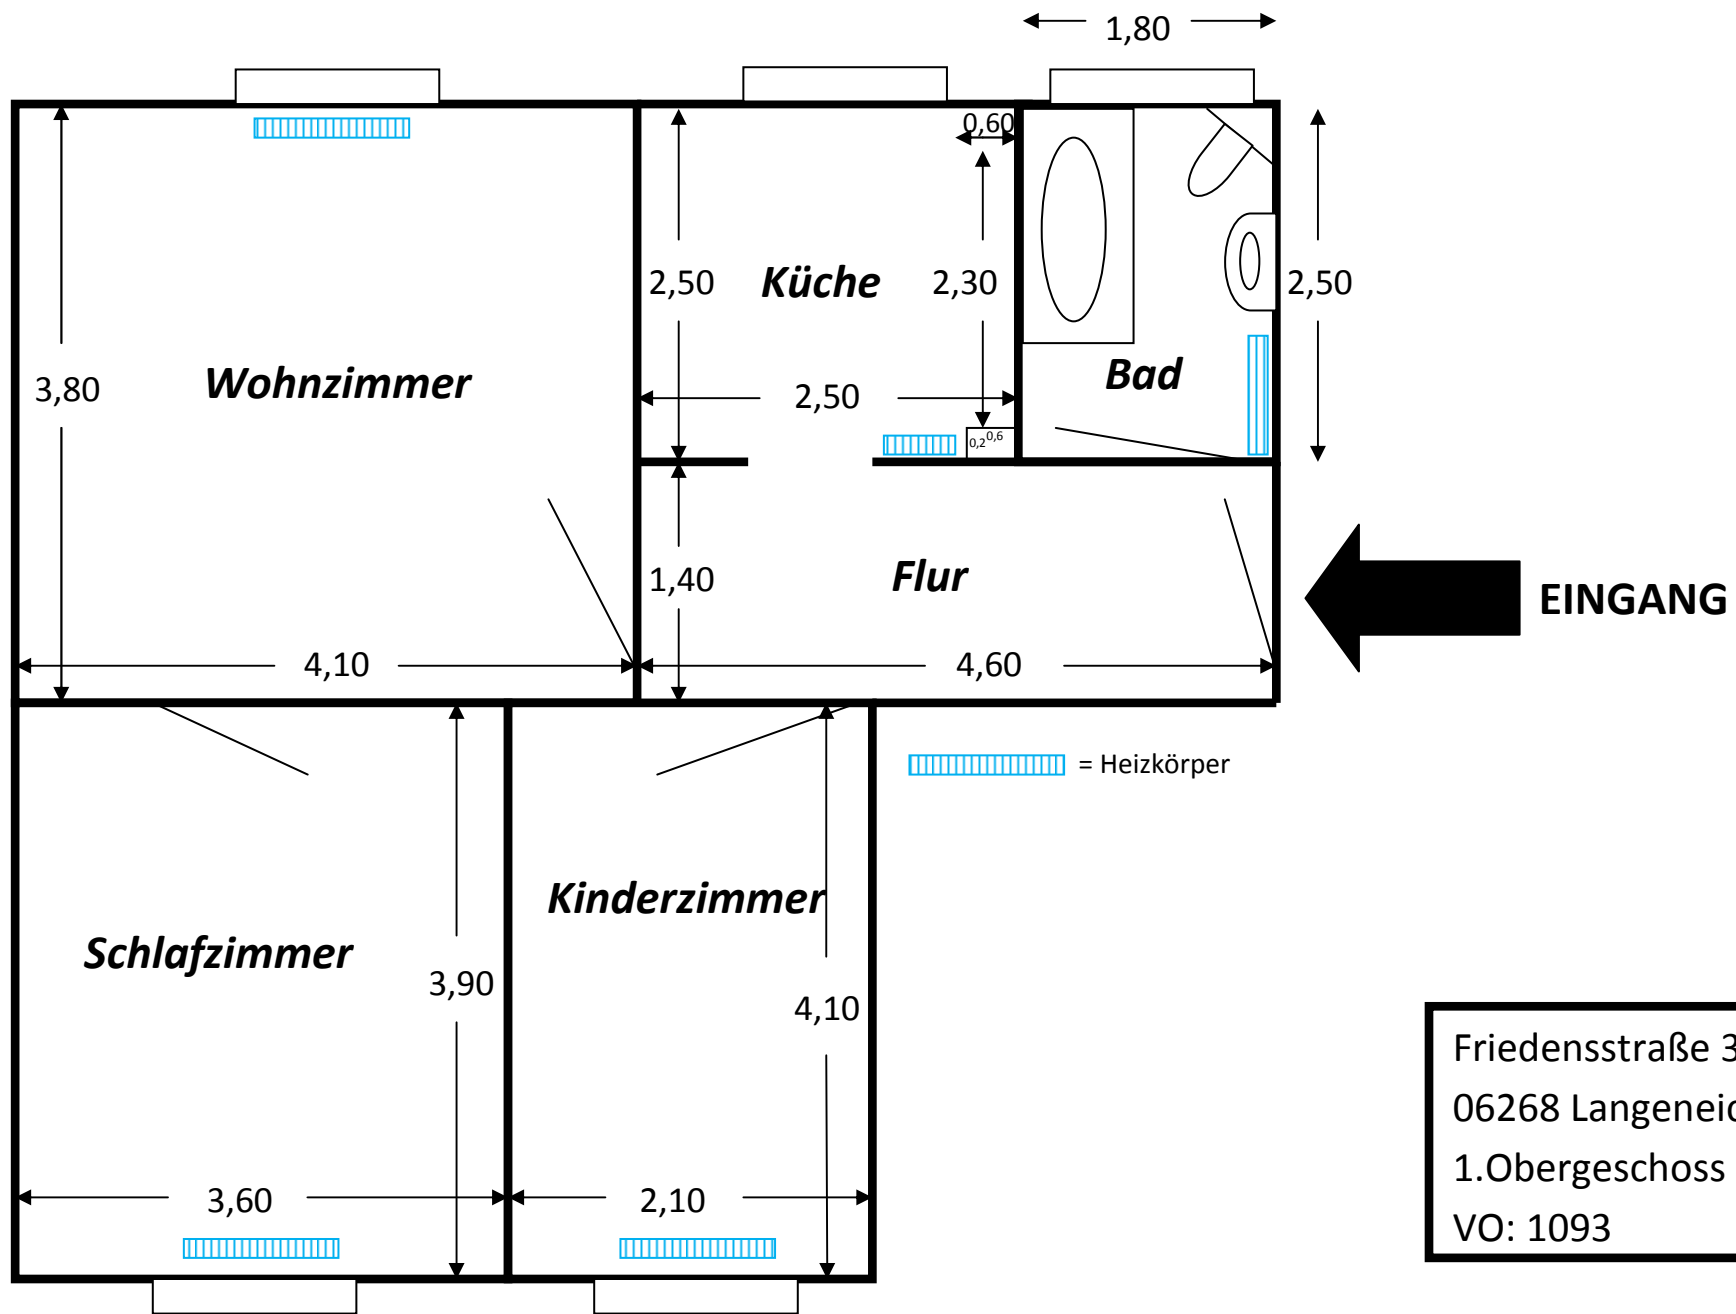 1,80
0,60
2,50
Küche
2,30
2,50
3,80
Wohnzimmer
2,50
Bad
0,2 0,6
1,40
Flur
EINGANG
4,10
4,60
= Heizkörper
Kinderzimmer
Schlafzimmer
3,90
4,10
3,60
2,10
Friedensstraße 3
06268
1.Obergeschoss
VO: 1093